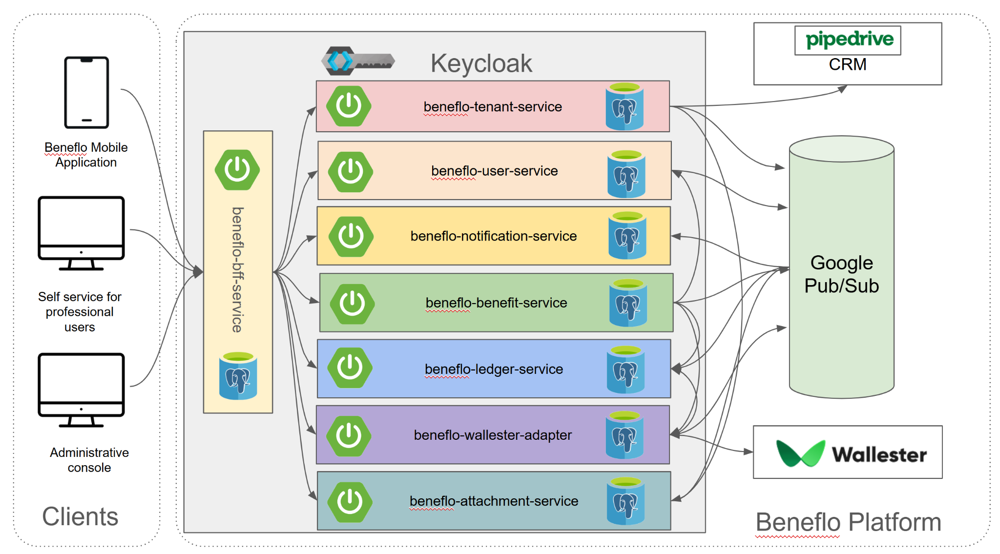 Beneflo Mobile
Application
Self service for
professional
users
Administrative
console
Clients
Keycloak
beneflo-bff-service
beneflo-tenant-service
beneflo-user-service
beneflo-notification-service
beneflo-benefit-service
beneflo-ledger-service
beneflo-wallester-adapter
beneflo-attachment-service
pipedrive
CRM
Google
Pub/Sub
Wallester
Beneflo Platform